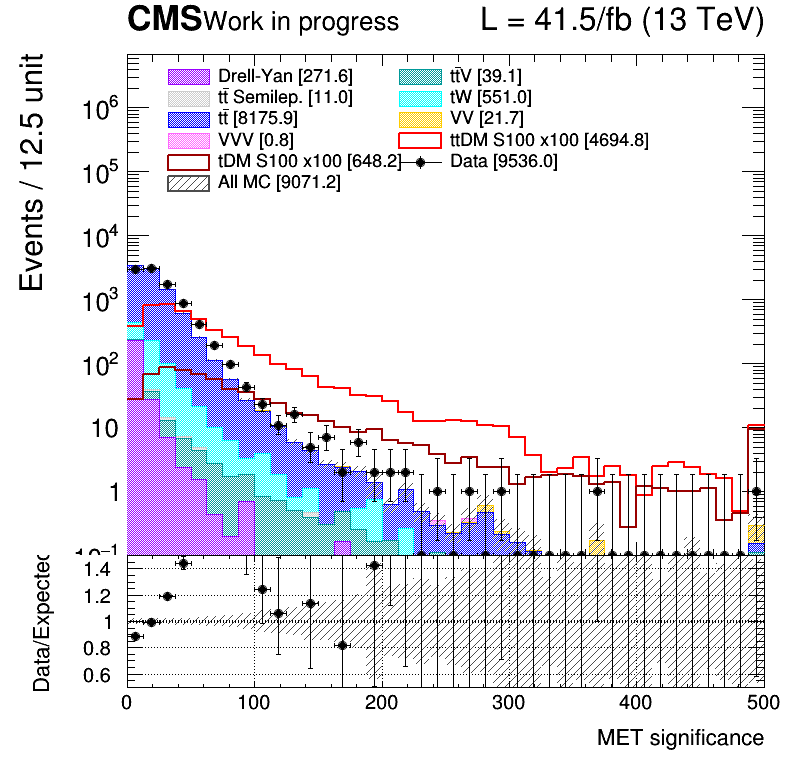 CMS Work in progress L = 41.5/fb (13 TeV)
Events / 12.5 unit
Drell-Yan [271.6] tt̄V [39.1]
tt̄ Semilep. [11.0] tW [551.0]
tt̄ [8175.9] VV [21.7]
VVV [0.8] ttDM S100 x100 [4694.8]
tDM S100 x100 [648.2] Data [9536.0]
All MC [9071.2]
10⁶
10⁵
10⁴
10³
10²
10
1
10⁻¹
Data/Expected
1.4
1.2
1
0.8
0.6
0 100 200 300 400 500
MET significance